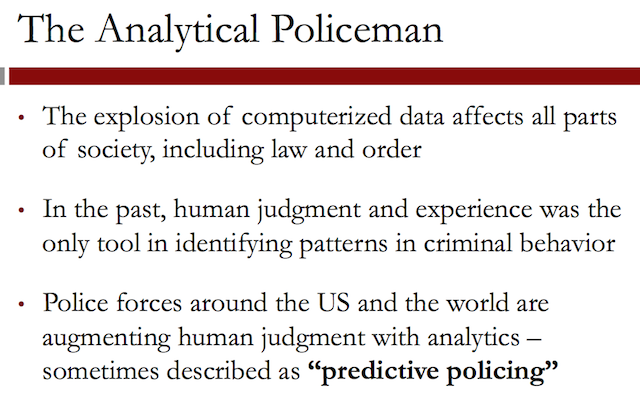 The Analytical Policeman
• The explosion of computerized data affects all parts
of society, including law and order
• In the past, human judgment and experience was the
only tool in identifying patterns in criminal behavior
• Police forces around the US and the world are
augmenting human judgment with analytics –
sometimes described as “predictive policing”